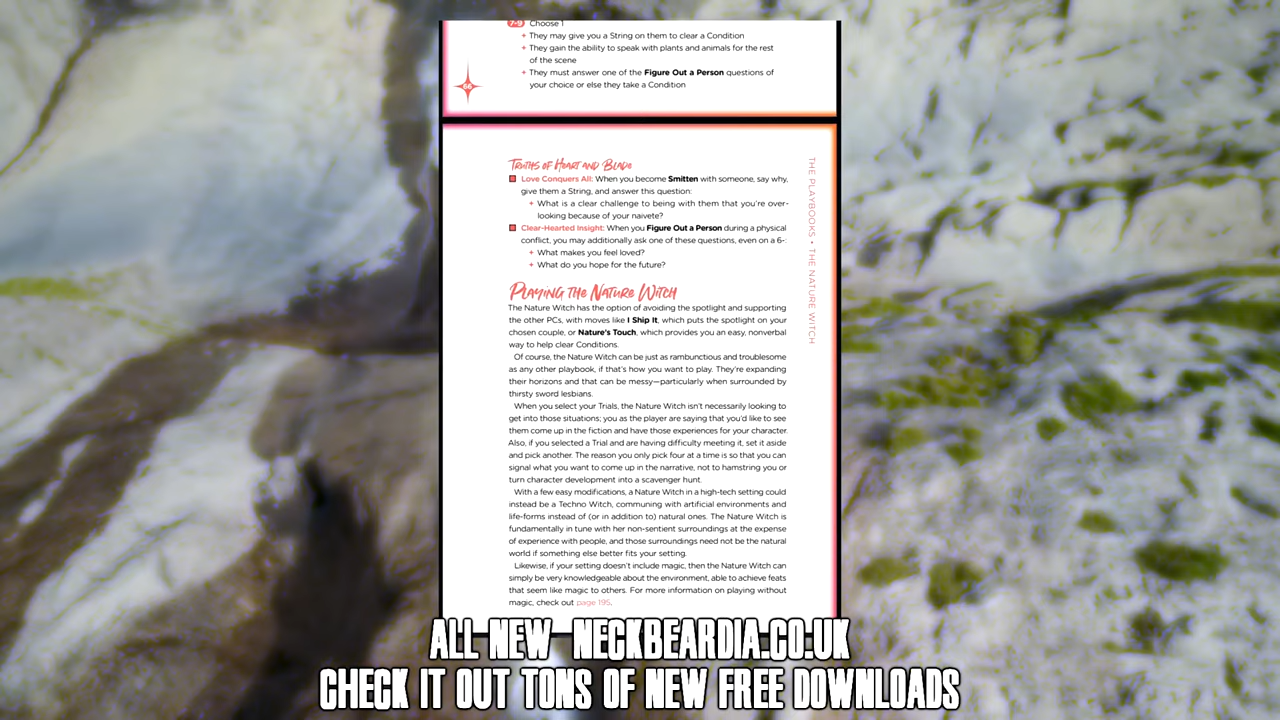 7-9 Choose 1
+ They may give you a String on them to clear a Condition
+ They gain the ability to speak with plants and animals for the rest
of the scene
+ They must answer one of the Figure Out a Person questions of
your choice or else they take a Condition
66
Truths of Heart and Blade
Love Conquers All: When you become Smitten with someone, say why,
give them a String, and answer this question:
+ What is a clear challenge to being with them that you're over-
looking because of your naivete?
Clear-Hearted Insight: When you Figure Out a Person during a physical
conflict, you may additionally ask one of these questions, even on a 6-:
+ What makes you feel loved?
+ What do you hope for the future?
Playing the Nature Witch
The Nature Witch has the option of avoiding the spotlight and supporting
the other PCs, with moves like I Ship It, which puts the spotlight on your
chosen couple, or Nature's Touch, which provides you an easy, nonverbal
way to help clear Conditions.
Of course, the Nature Witch can be just as rambunctious and troublesome
as any other playbook, if that's how you want to play. They're expanding
their horizons and that can be messy—particularly when surrounded by
thirsty sword lesbians.
When you select your Trials, the Nature Witch isn't necessarily looking to
get into those situations; you as the player are saying that you'd like to see
them come up in the fiction and have those experiences for your character.
Also, if you selected a Trial and are having difficulty meeting it, set it aside
and pick another. The reason you only pick four at a time is so that you can
signal what you want to come up in the narrative, not to hamstring you or
turn character development into a scavenger hunt.
With a few easy modifications, a Nature Witch in a high-tech setting could
instead be a Techno Witch, communing with artificial environments and
life-forms instead of (or in addition to) natural ones. The Nature Witch is
fundamentally in tune with her non-sentient surroundings at the expense
of experience with people, and those surroundings need not be the natural
world if something else better fits your setting.
Likewise, if your setting doesn't include magic, then the Nature Witch can
simply be very knowledgeable about the environment, able to achieve feats
that seem like magic to others. For more information on playing without
magic, check out page 195.
THE PLAYBOOKS • THE NATURE WITCH
ALL NEW NECKBEARDIA.CO.UK
CHECK IT OUT TONS OF NEW FREE DOWNLOADS